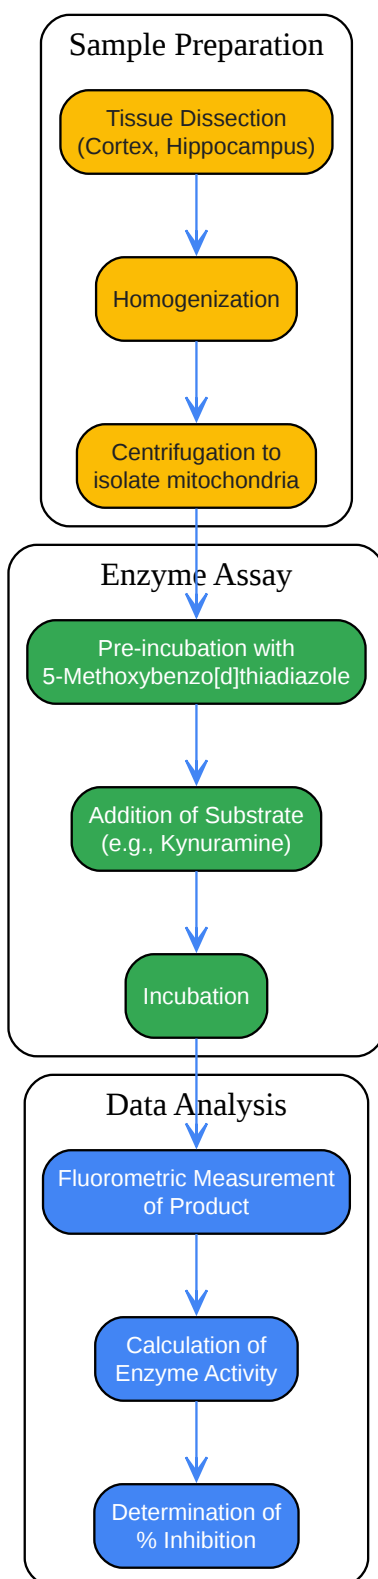 Sample Preparation
Tissue Dissection
(Cortex, Hippocampus)
Homogenization
Centrifugation to
isolate mitochondria
Enzyme Assay
Pre-incubation with
5-Methoxybenzo[d]thiadiazole
Addition of Substrate
(e.g., Kynuramine)
Incubation
Data Analysis
Fluorometric Measurement
of Product
Calculation of
Enzyme Activity
Determination of
% Inhibition